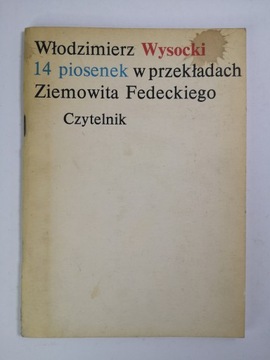 Włodzimierz Wysocki
14 piosenek w przekładach
Ziemowita Fedeckiego
Czytelnik